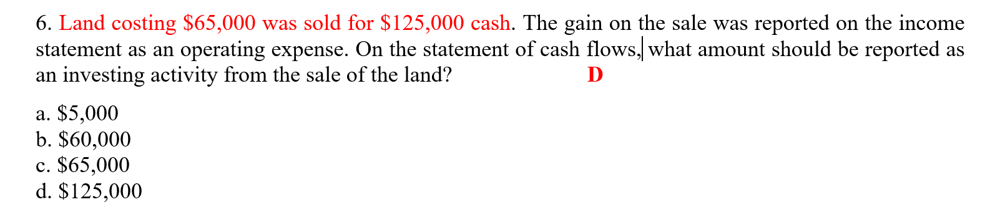 6. Land costing $65,000 was sold for $125,000 cash. The gain on the sale was reported on the income
statement as an operating expense. On the statement of cash flows, what amount should be reported as
an investing activity from the sale of the land? D
a. $5,000
b. $60,000
c. $65,000
d. $125,000